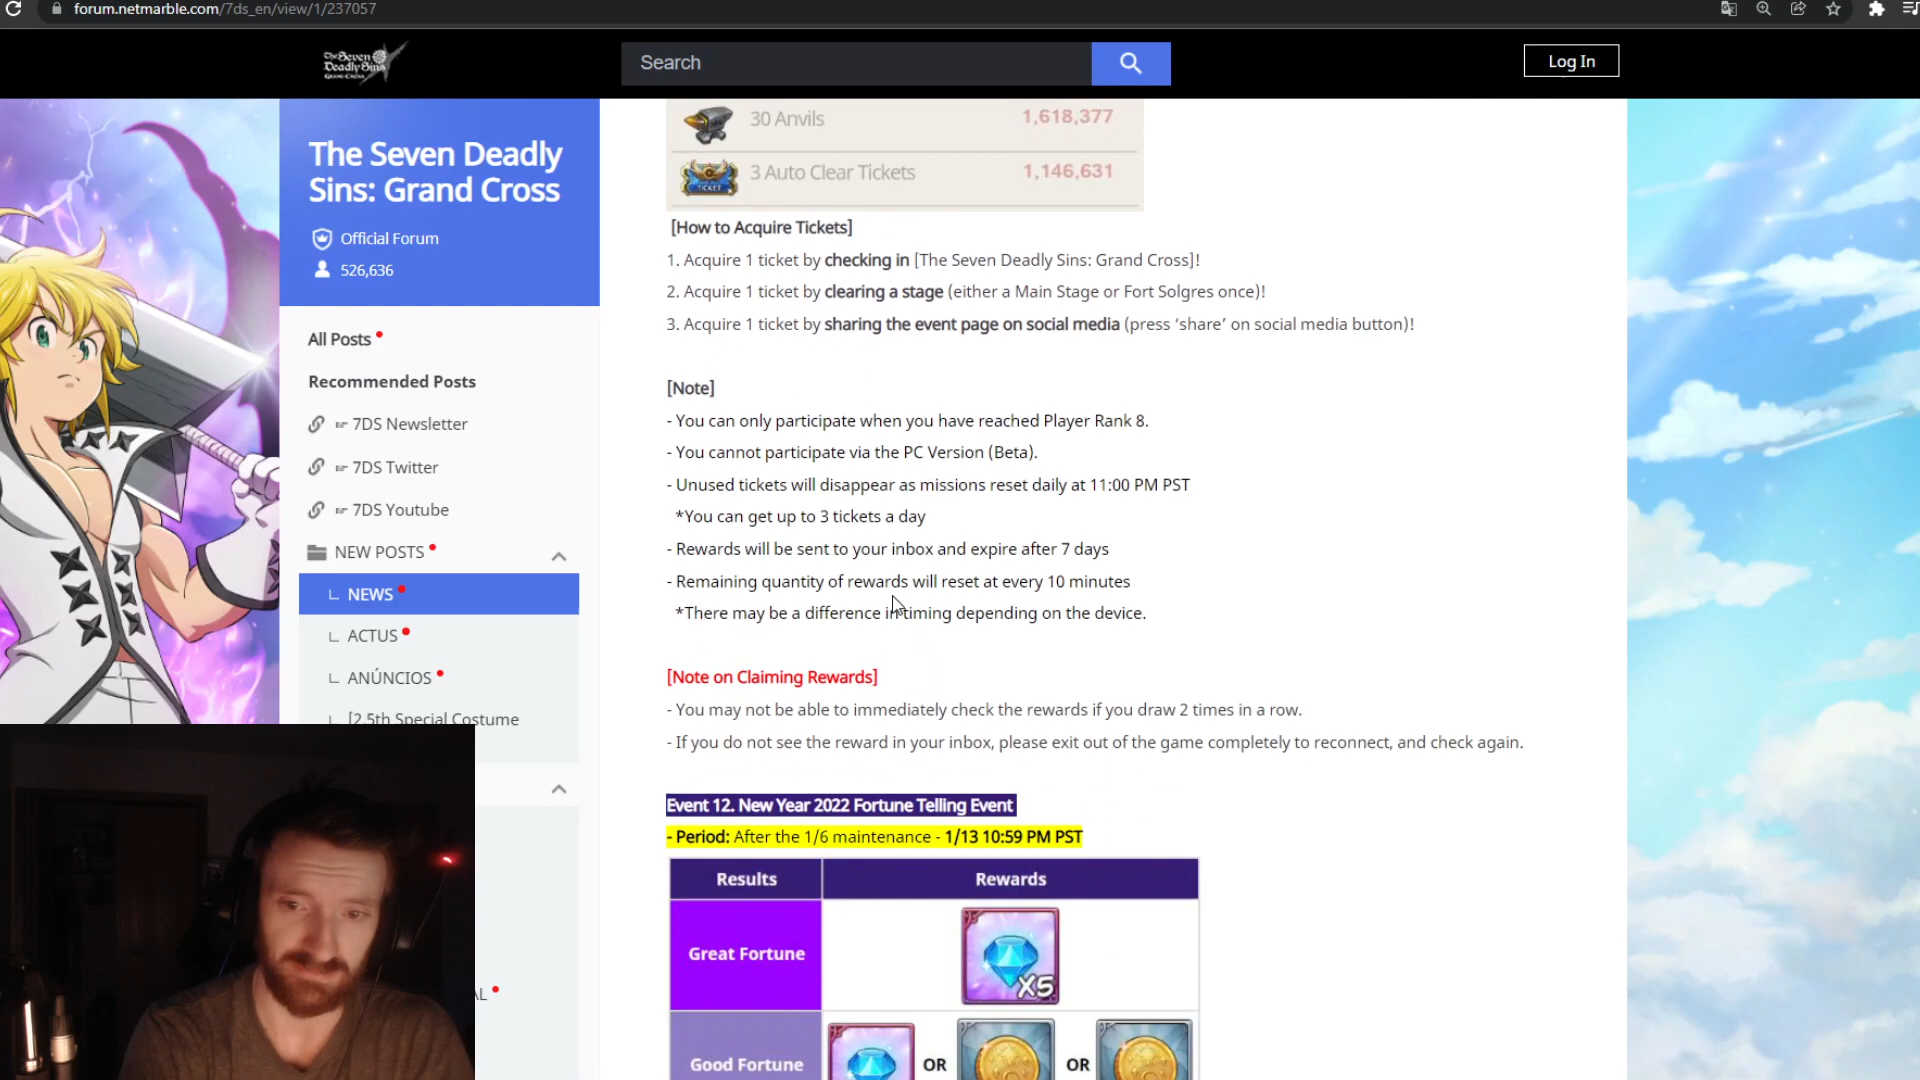 forum.netmarble.com/7ds_en/view/1/237057
The Seven
Deadly Sins
GRAND CROSS
Search
Log In
The Seven Deadly
Sins: Grand Cross
Official Forum
526,636
All Posts
Recommended Posts
☞ 7DS Newsletter
☞ 7DS Twitter
☞ 7DS Youtube
NEW POSTS
NEWS
ACTUS
ANÚNCIOS
[2.5th Special Costume
30 Anvils 1,618,377
TICKET
3 Auto Clear Tickets 1,146,631
[How to Acquire Tickets]
1. Acquire 1 ticket by checking in [The Seven Deadly Sins: Grand Cross]!
2. Acquire 1 ticket by clearing a stage (either a Main Stage or Fort Solgres once)!
3. Acquire 1 ticket by sharing the event page on social media (press ‘share’ on social media button)!
[Note]
- You can only participate when you have reached Player Rank 8.
- You cannot participate via the PC Version (Beta).
- Unused tickets will disappear as missions reset daily at 11:00 PM PST
*You can get up to 3 tickets a day
- Rewards will be sent to your inbox and expire after 7 days
- Remaining quantity of rewards will reset at every 10 minutes
*There may be a difference in timing depending on the device.
[Note on Claiming Rewards]
- You may not be able to immediately check the rewards if you draw 2 times in a row.
- If you do not see the reward in your inbox, please exit out of the game completely to reconnect, and check again.
Event 12. New Year 2022 Fortune Telling Event
- Period: After the 1/6 maintenance - 1/13 10:59 PM PST
Results Rewards
Great Fortune
X5
Good Fortune OR OR